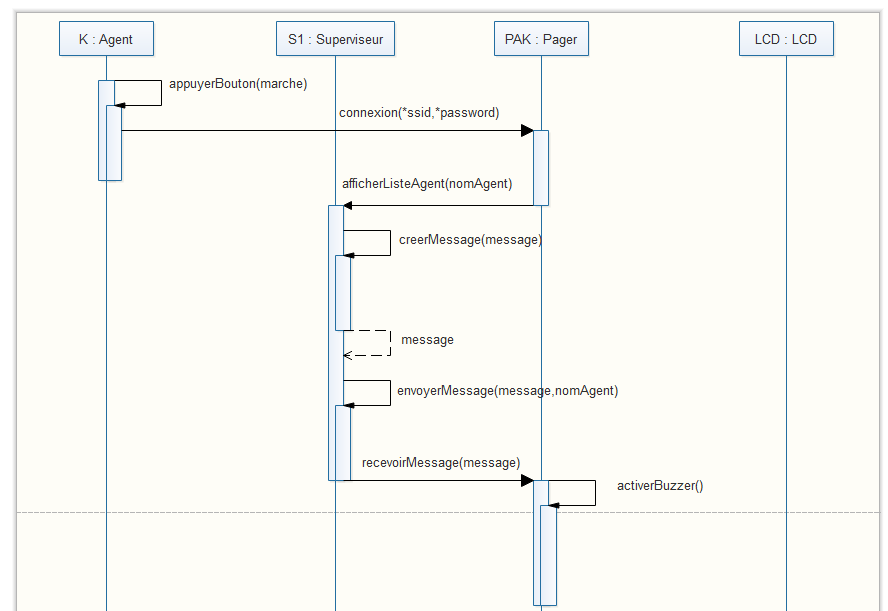 K : Agent
S1 : Superviseur
PAK : Pager
LCD : LCD
appuyerBouton(marche)
connexion(*ssid,*password)
afficherListeAgent(nomAgent)
creerMessage(message)
message
envoyerMessage(message,nomAgent)
recevoirMessage(message)
activerBuzzer()